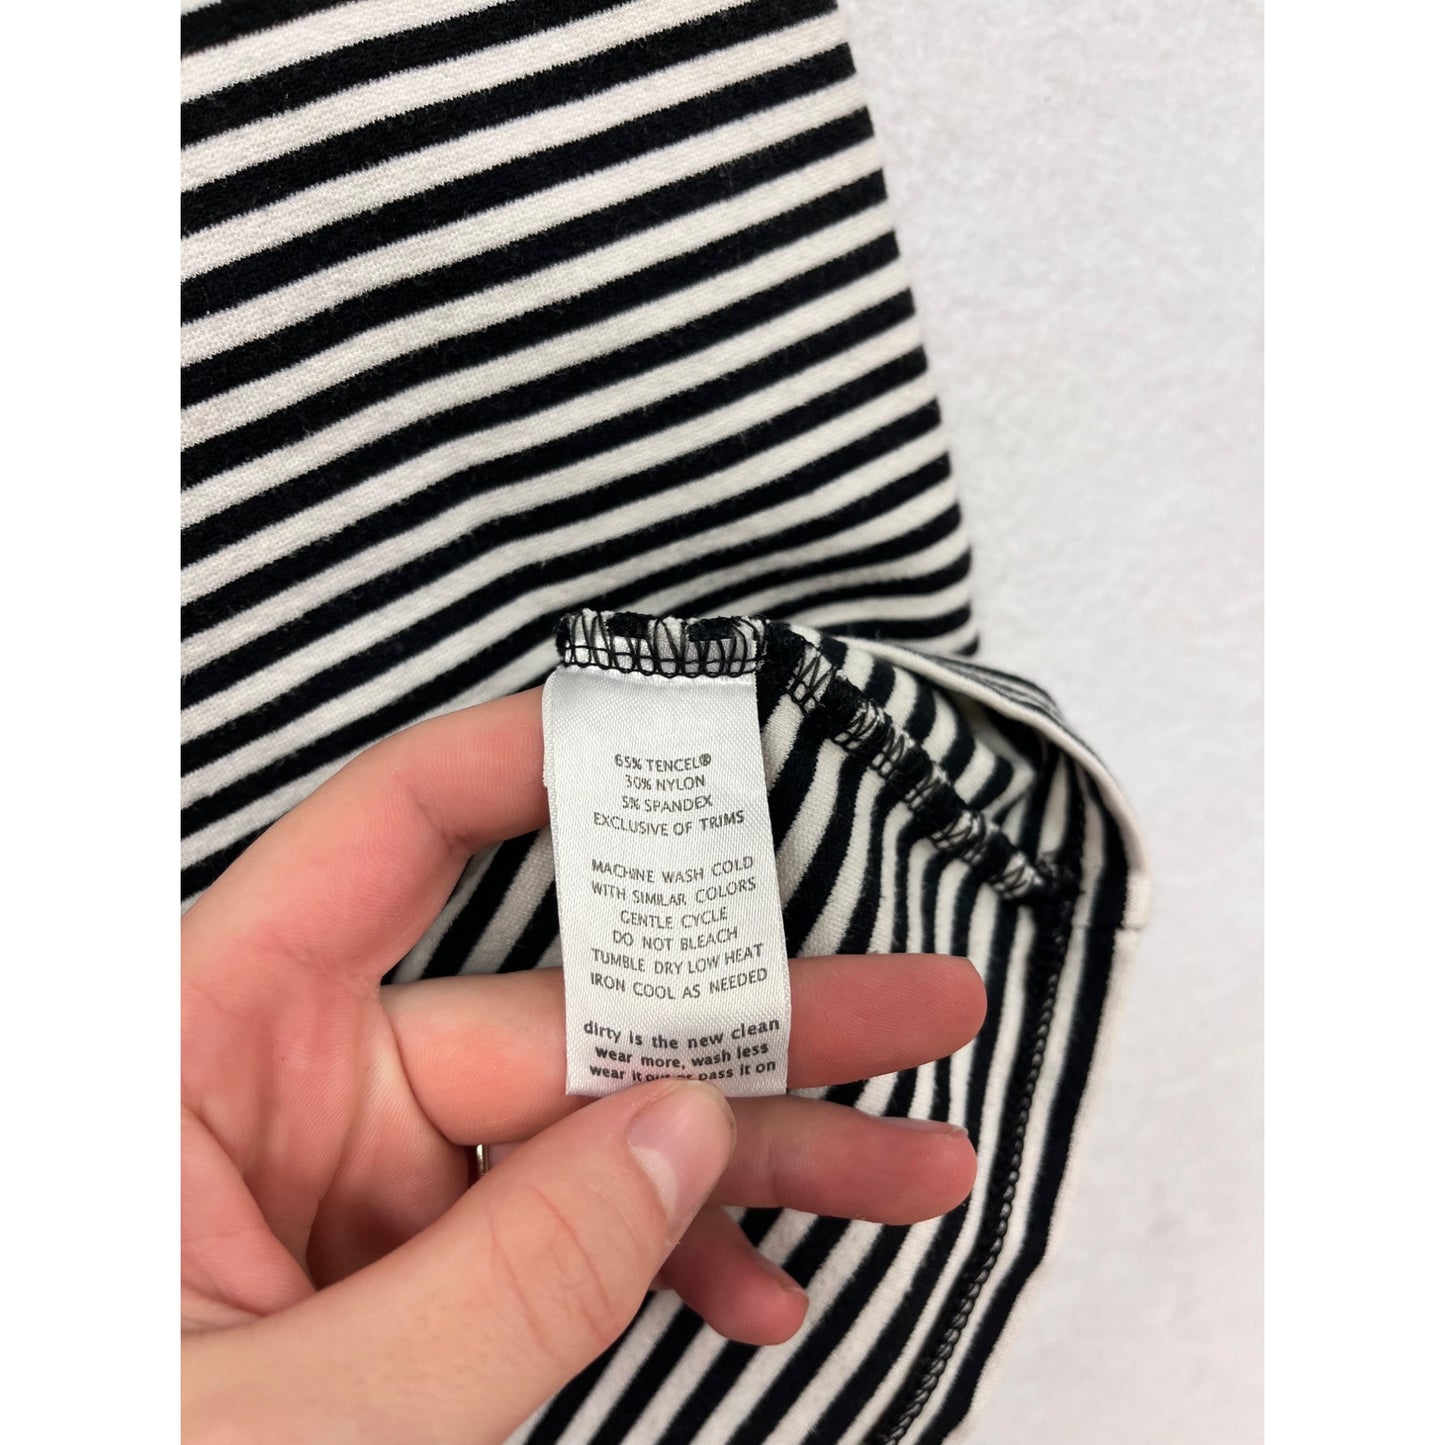 65% TENCEL®
30% NYLON
5% SPANDEX
EXCLUSIVE OF TRIMS
MACHINE WASH COLD
WITH SIMILAR COLORS
GENTLE CYCLE
DO NOT BLEACH
TUMBLE DRY LOW HEAT
IRON COOL AS NEEDED
dirty is the new clean
wear more, wash less
wear it out or pass it on